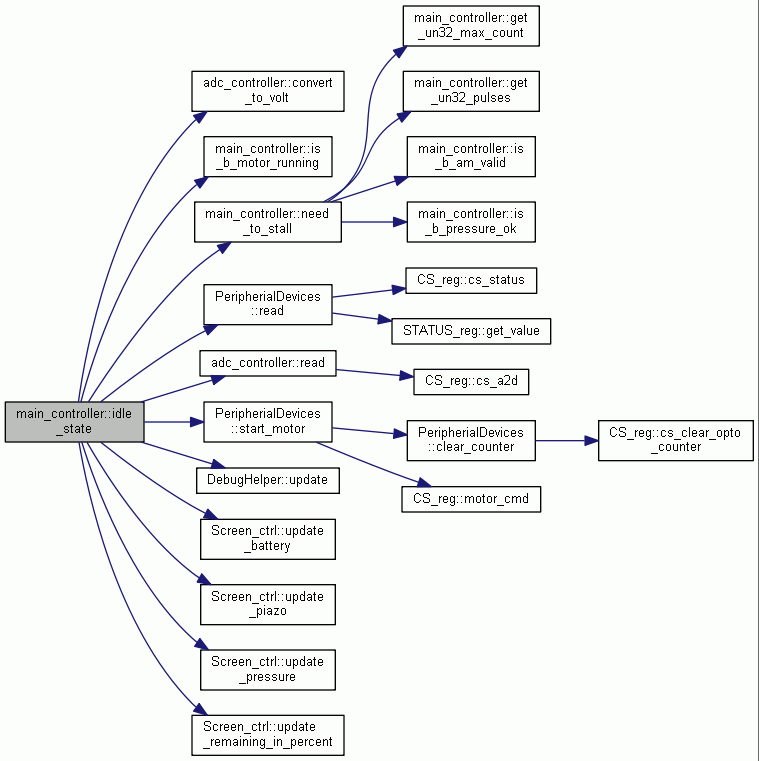 main_controller::get
_un32_max_count
adc_controller::convert
_to_volt
main_controller::get
_un32_pulses
main_controller::is
_b_motor_running
main_controller::is
_b_am_valid
main_controller::need
_to_stall
main_controller::is
_b_pressure_ok
PeripherialDevices
::read
CS_reg::cs_status
STATUS_reg::get_value
adc_controller::read
CS_reg::cs_a2d
main_controller::idle
_state
PeripherialDevices
::start_motor
PeripherialDevices
::clear_counter
CS_reg::cs_clear_opto
_counter
DebugHelper::update
CS_reg::motor_cmd
Screen_ctrl::update
_battery
Screen_ctrl::update
_piazo
Screen_ctrl::update
_pressure
Screen_ctrl::update
_remaining_in_percent